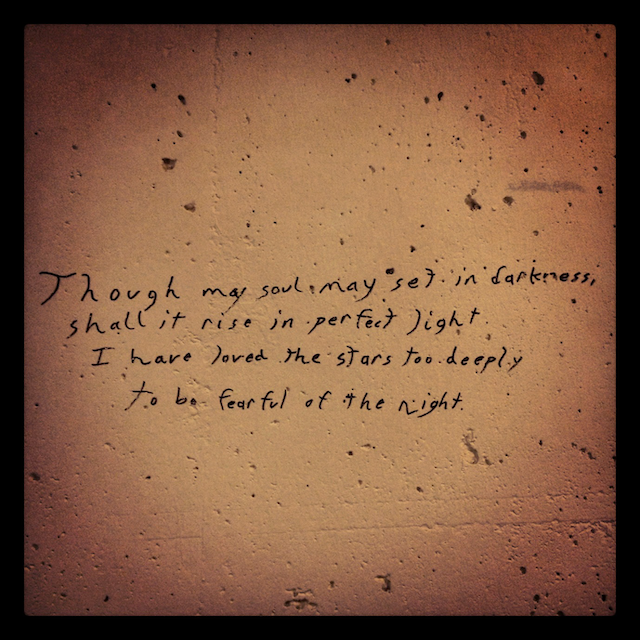 Though my soul may set in darkness,
shall it rise in perfect light.
I have loved the stars too deeply
to be fearful of the night.